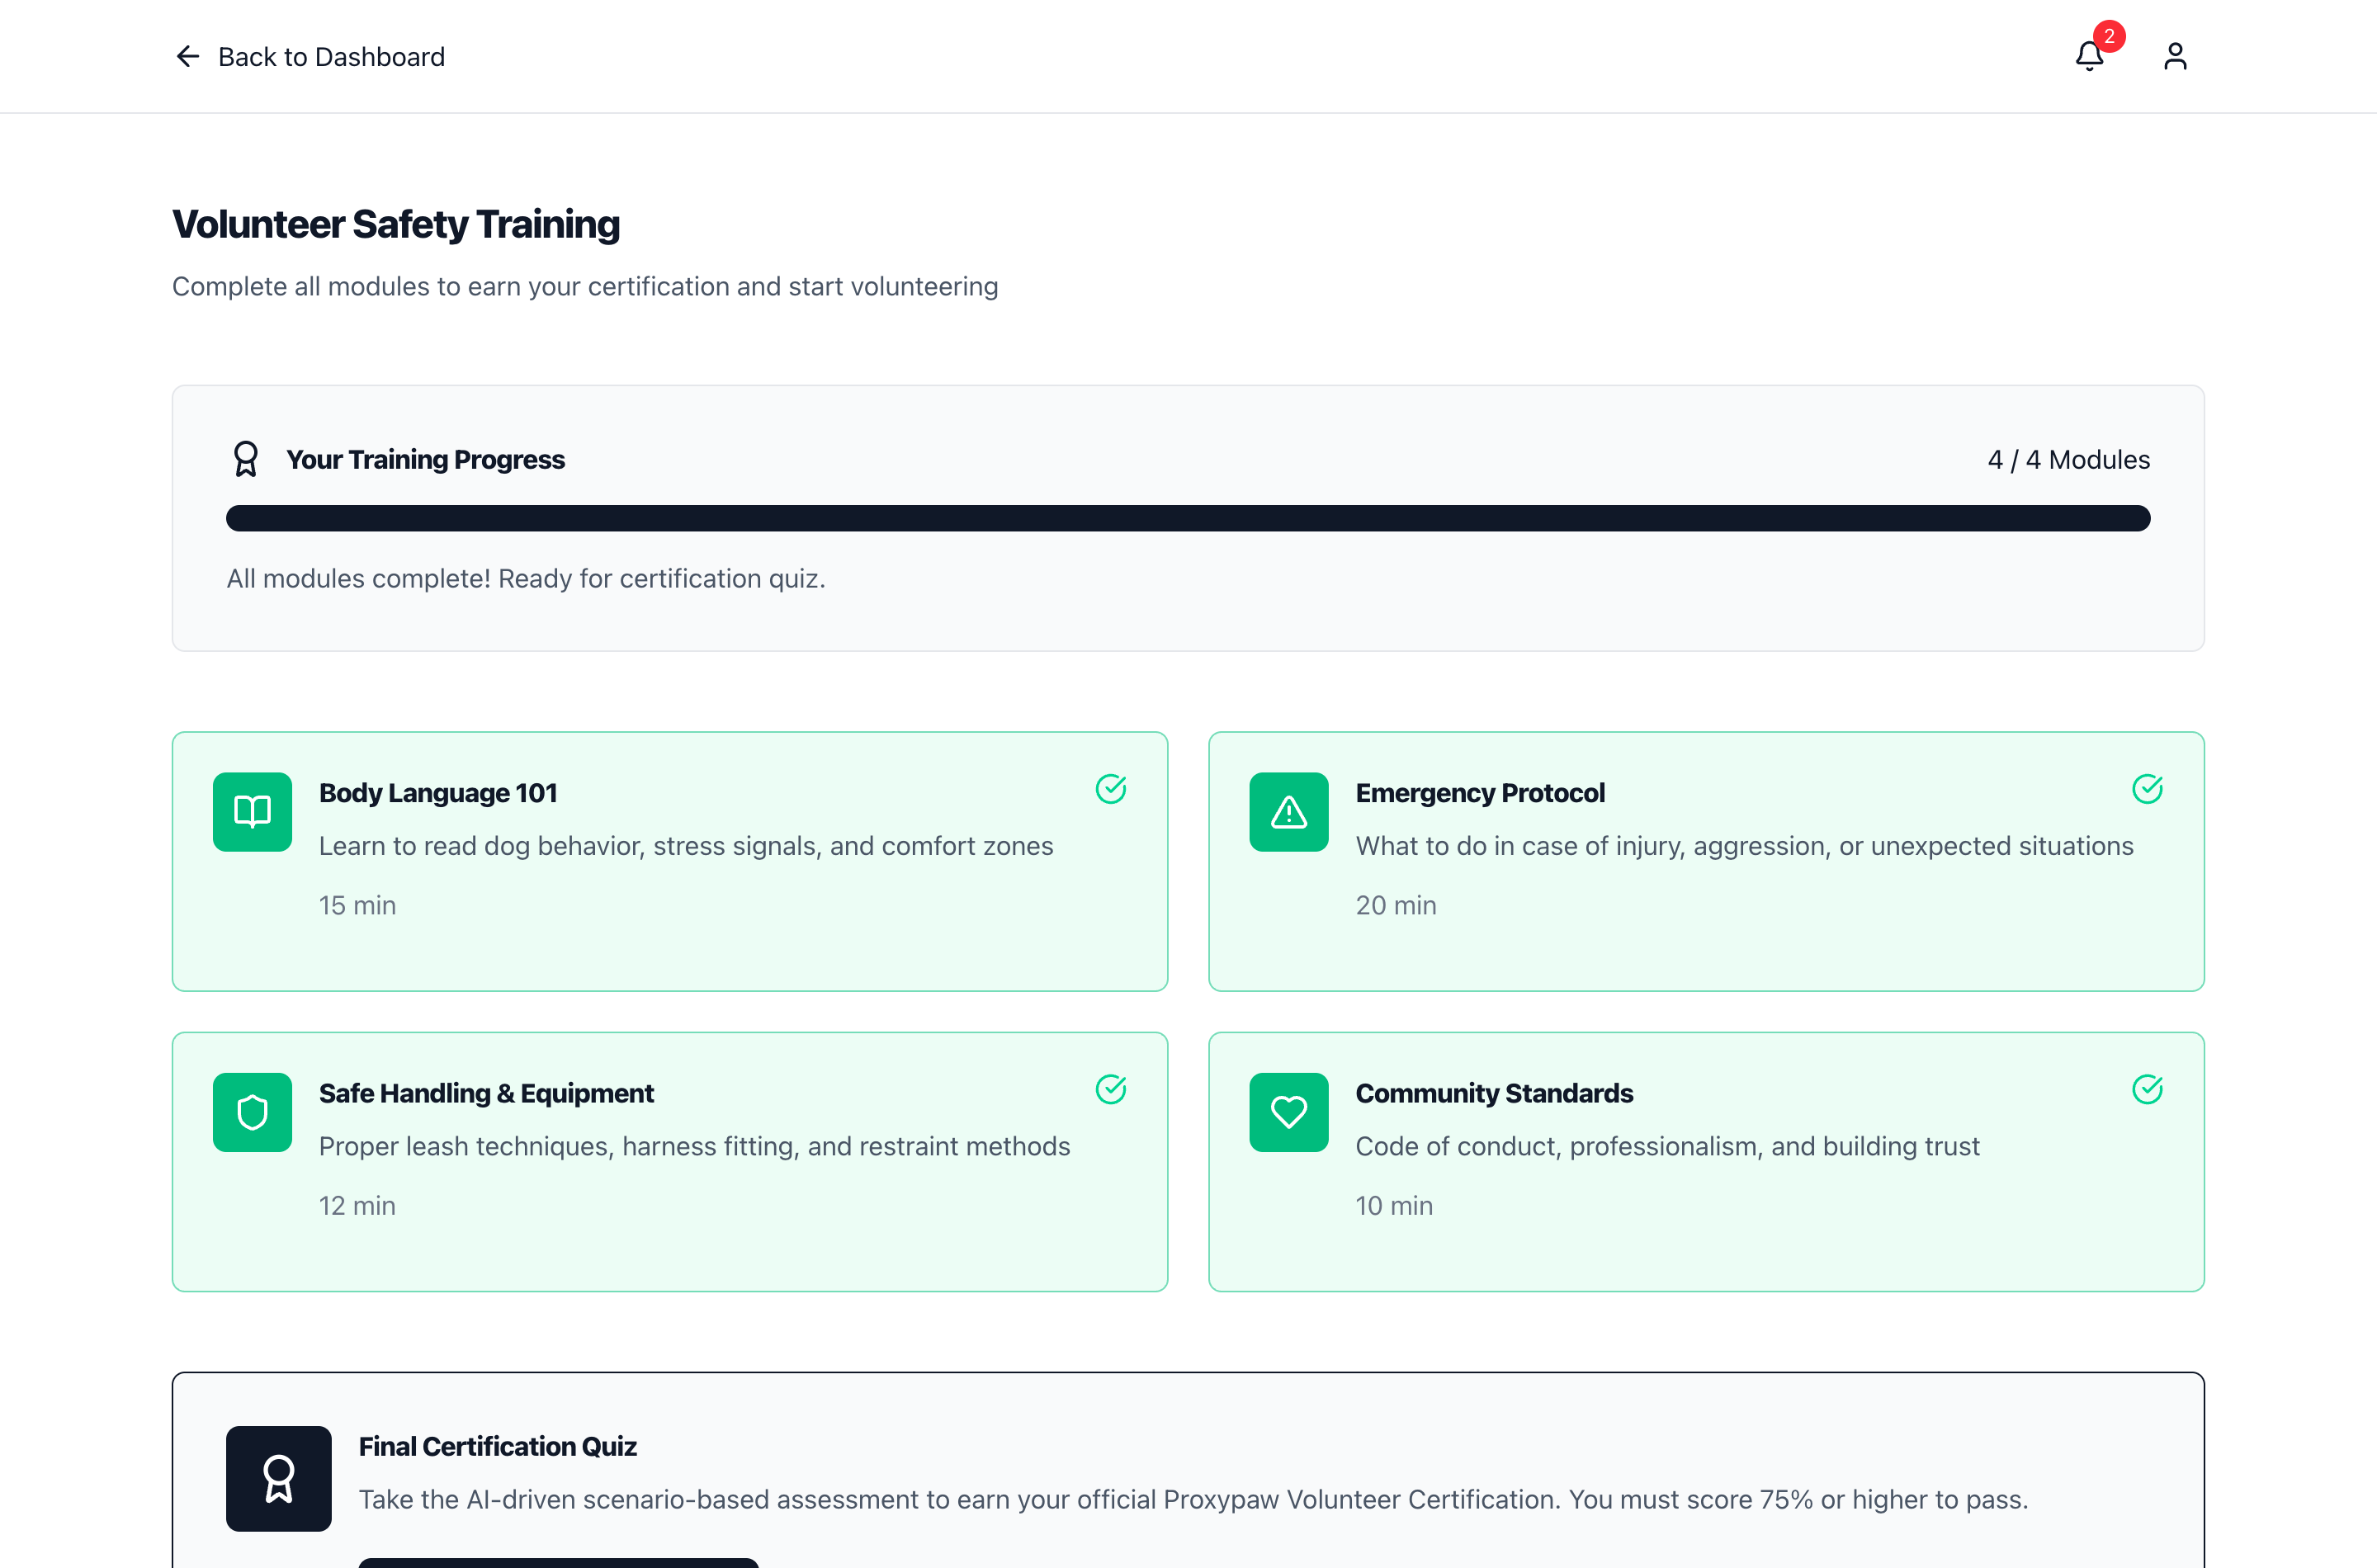 Back to Dashboard
2
Volunteer Safety Training
Complete all modules to earn your certification and start volunteering
Your Training Progress
4 / 4 Modules
All modules complete! Ready for certification quiz.
Body Language 101
Learn to read dog behavior, stress signals, and comfort zones
15 min
Emergency Protocol
What to do in case of injury, aggression, or unexpected situations
20 min
Safe Handling & Equipment
Proper leash techniques, harness fitting, and restraint methods
12 min
Community Standards
Code of conduct, professionalism, and building trust
10 min
Final Certification Quiz
Take the AI-driven scenario-based assessment to earn your official Proxypaw Volunteer Certification. You must score 75% or higher to pass.